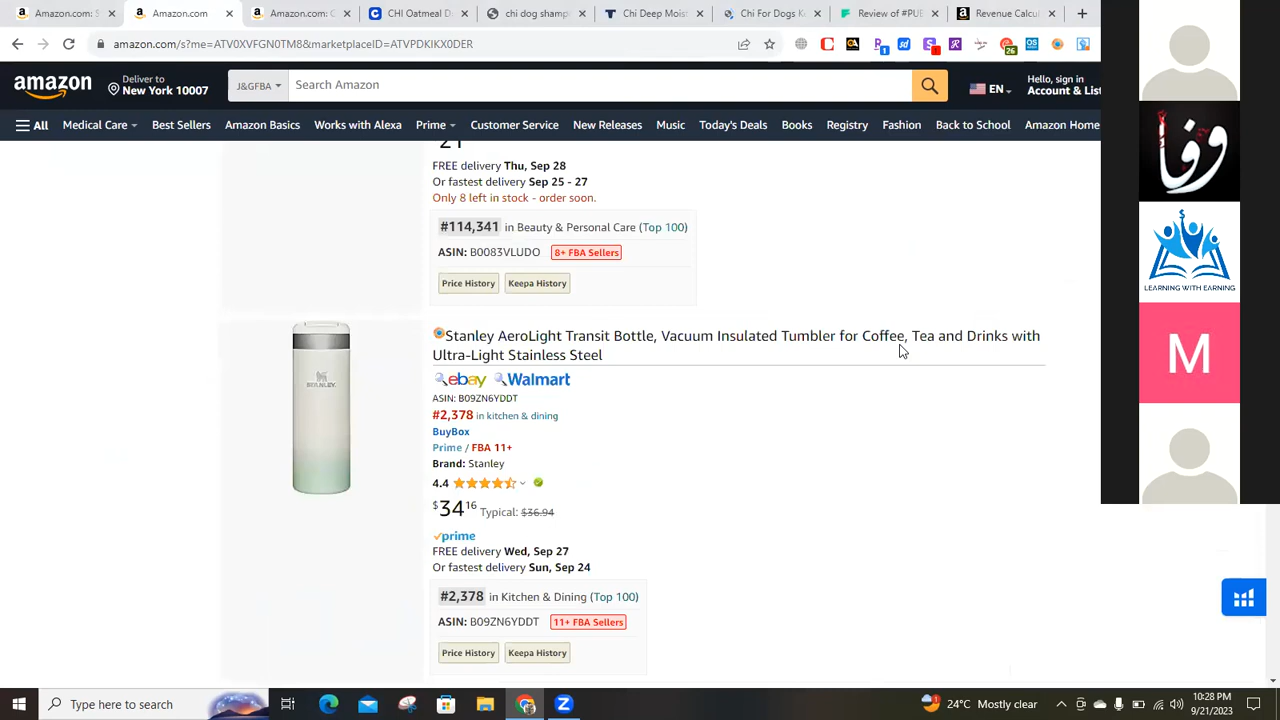 Amazon.com: S
Amazon.com
Amazon.com: C
CHI Oatmeal D
chi dog shamp
Chi Deep Moist
Chi For Dogs K
Review of #PUE
Revenue Calcul
amazon.com/s?me=AT0IXVFGN0TM8&marketplaceID=ATVPDKIKX0DER
amazon
Deliver to
New York 10007
J&GFBA
Search Amazon
EN
Hello, sign in
Account & List
All
Medical Care
Best Sellers
Amazon Basics
Works with Alexa
Prime
Customer Service
New Releases
Music
Today's Deals
Books
Registry
Fashion
Back to School
Amazon Home
21
FREE delivery Thu, Sep 28
Or fastest delivery Sep 25 - 27
Only 8 left in stock - order soon.
#114,341 in Beauty & Personal Care (Top 100)
ASIN: B0083VLUDO 8+ FBA Sellers
Price History Keepa History
Stanley AeroLight Transit Bottle, Vacuum Insulated Tumbler for Coffee, Tea and Drinks with
Ultra-Light Stainless Steel
ebay Walmart
ASIN: B09ZN6YDDT
#2,378 in kitchen & dining
BuyBox
Prime / FBA 11+
Brand: Stanley
4.4
$34 16 Typical: $36.94
prime
FREE delivery Wed, Sep 27
Or fastest delivery Sun, Sep 24
#2,378 in Kitchen & Dining (Top 100)
ASIN: B09ZN6YDDT 11+ FBA Sellers
Price History Keepa History
STANLEY
وفا
LEARNING WITH EARNING
M
Type here to search
24°C Mostly clear
10:28 PM
9/21/2023